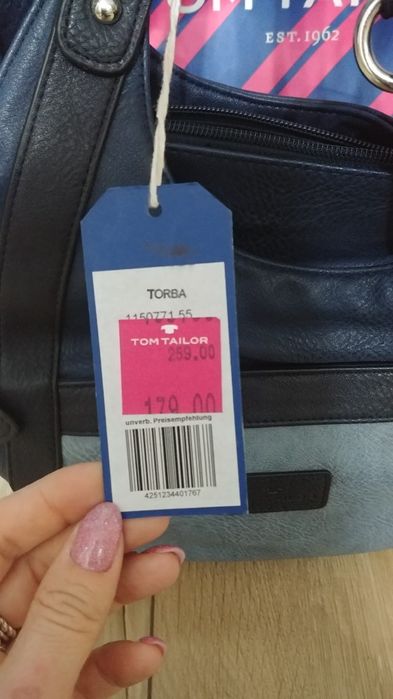 EST. 1962
TORBA
TOM TAILOR
259.00
179.00
unverb. Preisempfehlung
4251234401767